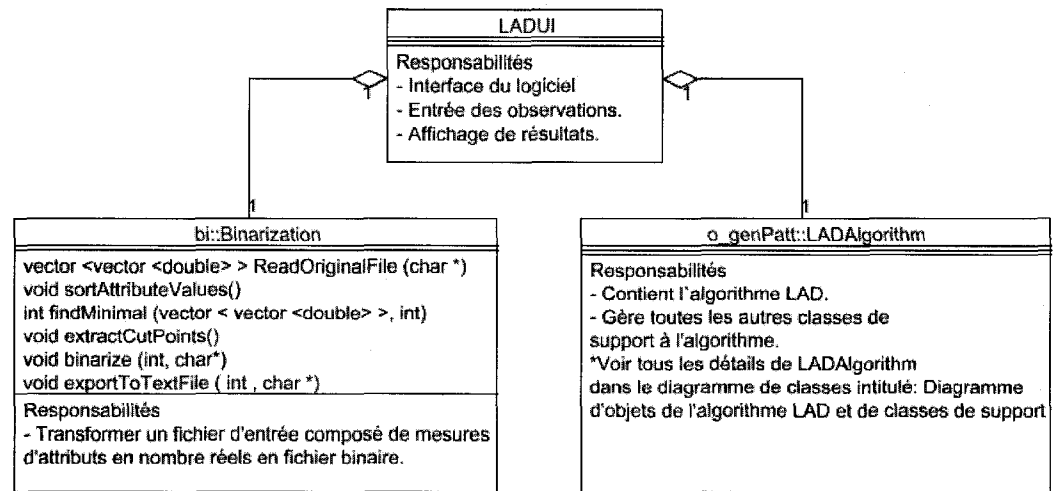 LADUI
Responsabilités
- Interface du logiciel
- Entrée des observations.
- Affichage de résultats.
1
1
1
1
bi::Binarization
vector <vector <double> > ReadOriginalFile (char *)
void sortAttributeValues()
int findMinimal (vector < vector <double> >, int)
void extractCutPoints()
void binarize (int, char*)
void exportToTextFile ( int , char *)
Responsabilités
- Transformer un fichier d'entrée composé de mesures
d'attributs en nombre réels en fichier binaire.
o_genPatt::LADAlgorithm
Responsabilités
- Contient l'algorithme LAD.
- Gère toutes les autres classes de
support à l'algorithme.
*Voir tous les détails de LADAlgorithm
dans le diagramme de classes intitulé: Diagramme
d'objets de l'algorithme LAD et de classes de support